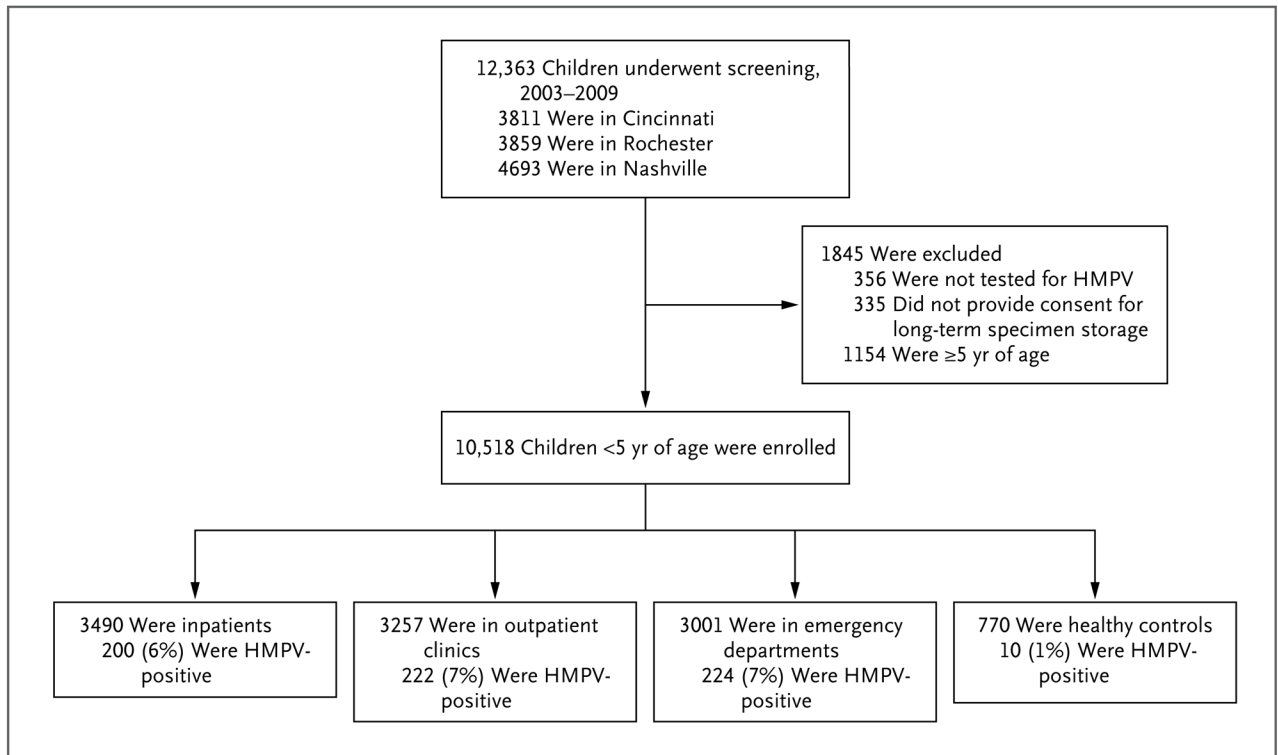 12,363 Children underwent screening,
2003–2009
3811 Were in Cincinnati
3859 Were in Rochester
4693 Were in Nashville
1845 Were excluded
356 Were not tested for HMPV
335 Did not provide consent for
long-term specimen storage
1154 Were ≥5 yr of age
10,518 Children <5 yr of age were enrolled
3490 Were inpatients
200 (6%) Were HMPV-
positive
3257 Were in outpatient
clinics
222 (7%) Were HMPV-
positive
3001 Were in emergency
departments
224 (7%) Were HMPV-
positive
770 Were healthy controls
10 (1%) Were HMPV-
positive